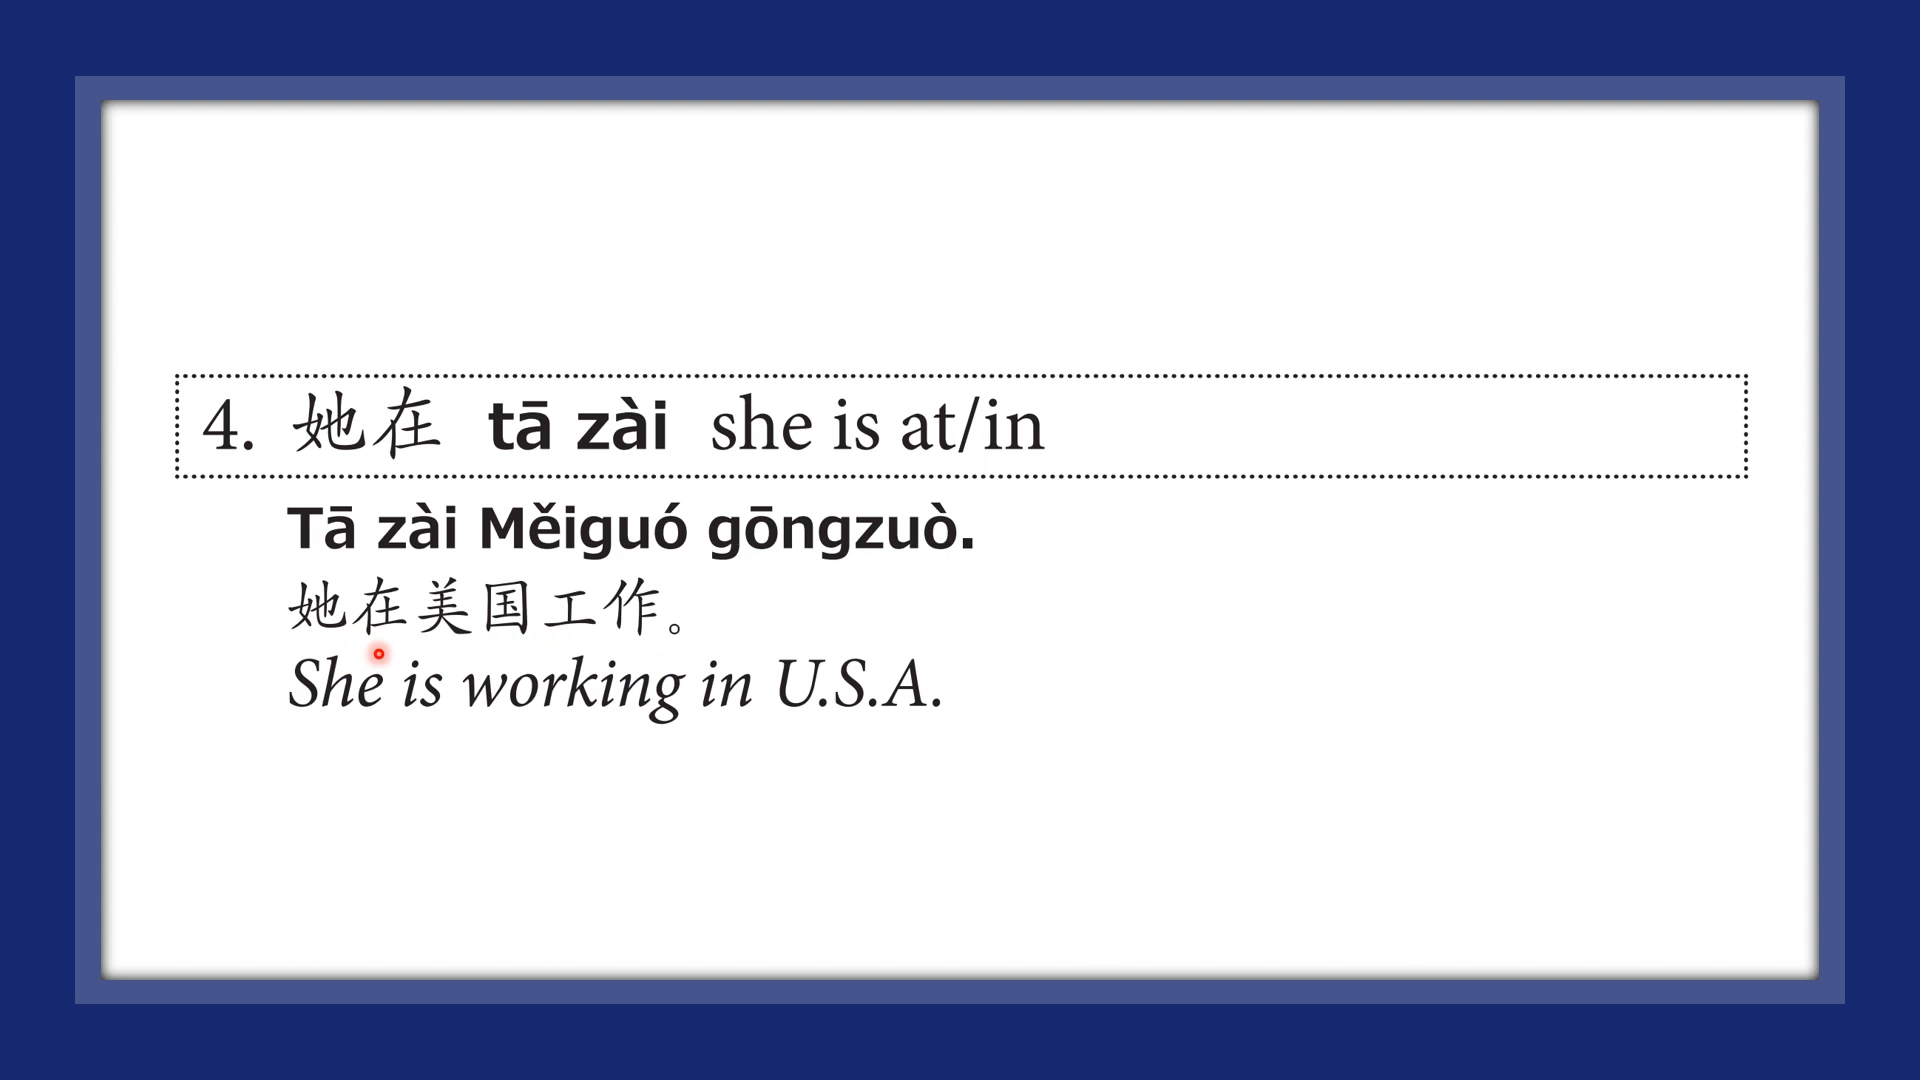 4. 她在 tā zài she is at/in
Tā zài Měiguó gōngzuò.
她在美国工作。
She is working in U.S.A.